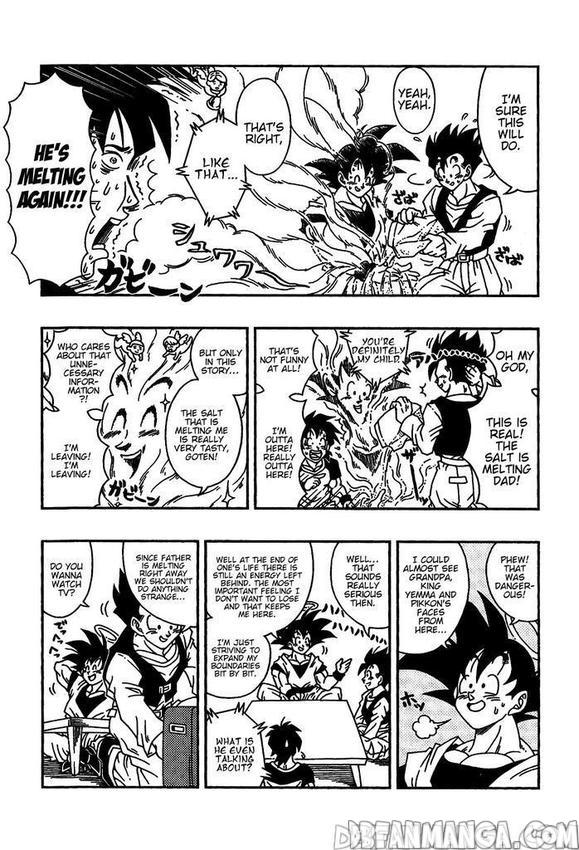 I'M
SURE
THIS
WILL
DO.
YEAH,
YEAH.
THAT'S
RIGHT,
LIKE
THAT...
HE'S
MELTING
AGAIN!!!
ざば
ざば
シュワワ
ガビーン
OH MY
GOD,
THIS IS
REAL! THE
SALT IS
MELTING
DAD!
YOU'RE
DEFINITELY
MY CHILD.
THAT'S
NOT FUNNY
AT ALL!
I'M
OUTTA
HERE!
REALLY
OUTTA
HERE!
BUT ONLY
IN THIS
STORY...
THE SALT
THAT IS
MELTING ME
IS REALLY
VERY TASTY,
GOTEN!
WHO CARES
ABOUT THAT
UNNE-
CESSARY
INFOR-
MATION
?!
I'M
LEAVING!
I'M
LEAVING!
ガビーン
PHEW!
THAT WAS
DANGER-
OUS!
I COULD
ALMOST SEE
GRANDPA,
KING
YEMMA AND
PIKKON'S
FACES
FROM
HERE...
ホッ
WELL...
THAT
SOUNDS
REALLY
SERIOUS
THEN.
WELL AT THE END OF
ONE'S LIFE THERE IS
STILL AN ENERGY LEFT
BEHIND. THE MOST
IMPORTANT FEELING I
DON'T WANT TO LOSE
AND THAT KEEPS
ME HERE.
I'M JUST
STRIVING TO
EXPAND MY
BOUNDARIES
BIT BY BIT.
WHAT IS
HE EVEN
TALKING
ABOUT?
SINCE FATHER
IS MELTING
RIGHT AWAY
WE SHOULDN'T
DO ANYTHING
STRANGE...
DO YOU
WANNA
WATCH
TV?
DBFANMANGA.COM